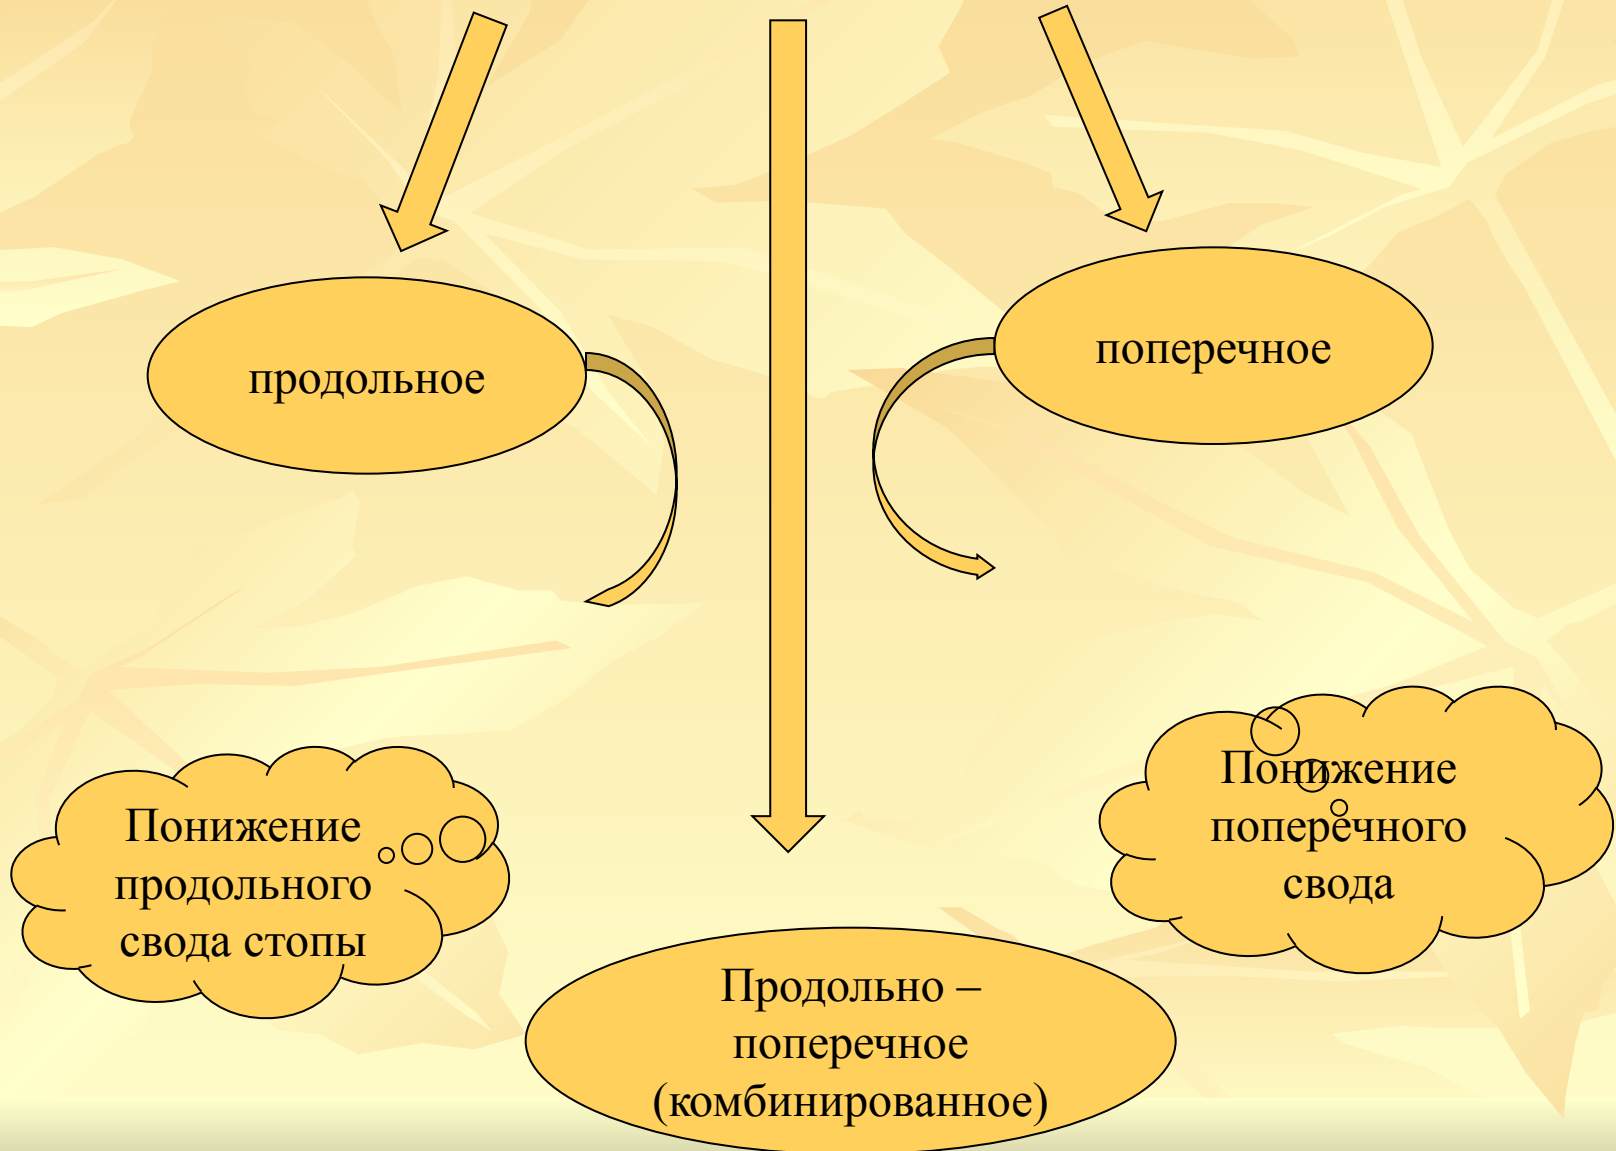 продольное
поперечное
Понижение
продольного
свода стопы
Понижение
поперечного
свода
Продольно –
поперечное
(комбинированное)